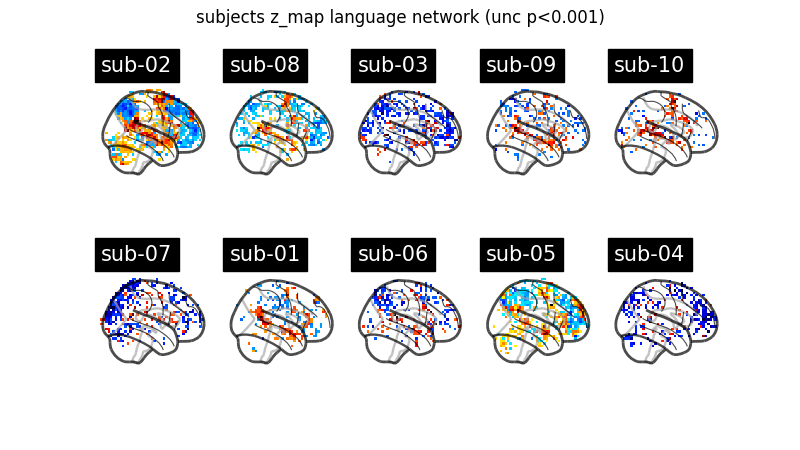 subjects z_map language network (unc p<0.001)
sub-02 sub-08 sub-03 sub-09 sub-10
sub-07 sub-01 sub-06 sub-05 sub-04